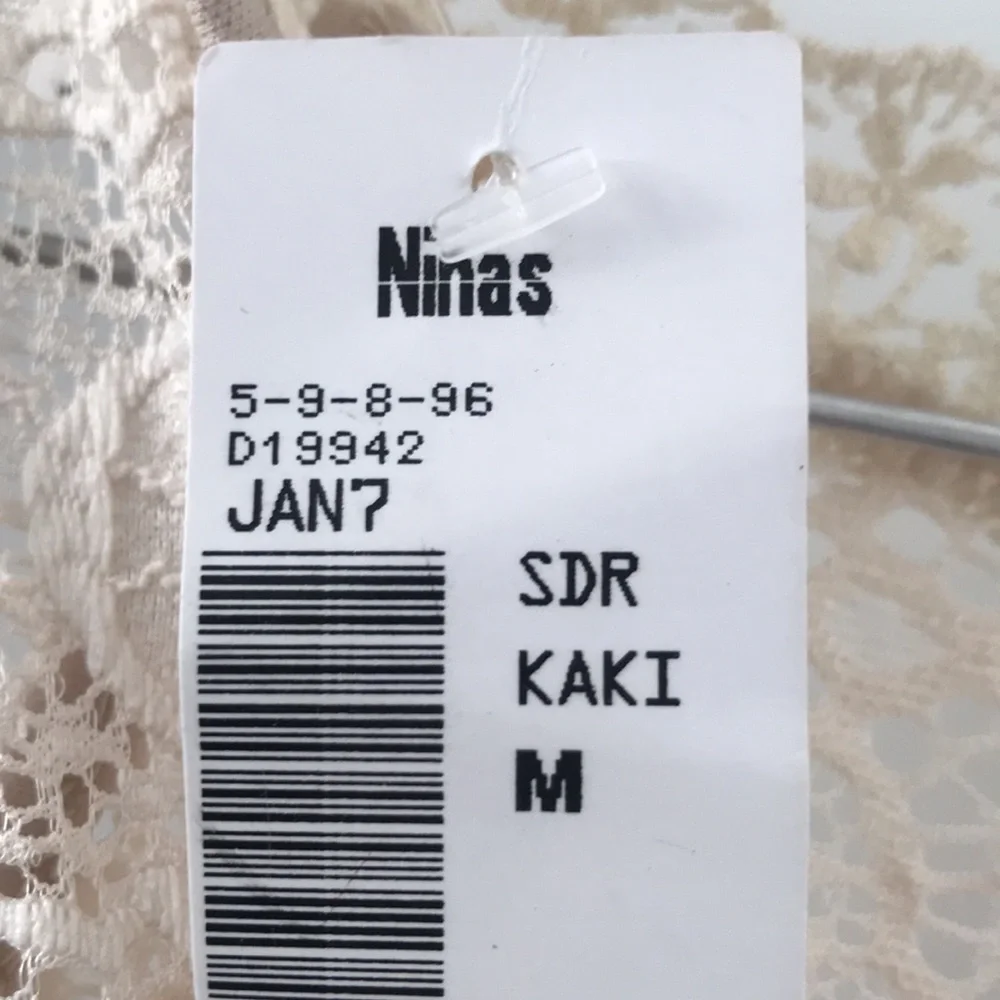 Ninas
5-9-8-96
D19942
JAN7
SDR
KAKI
M